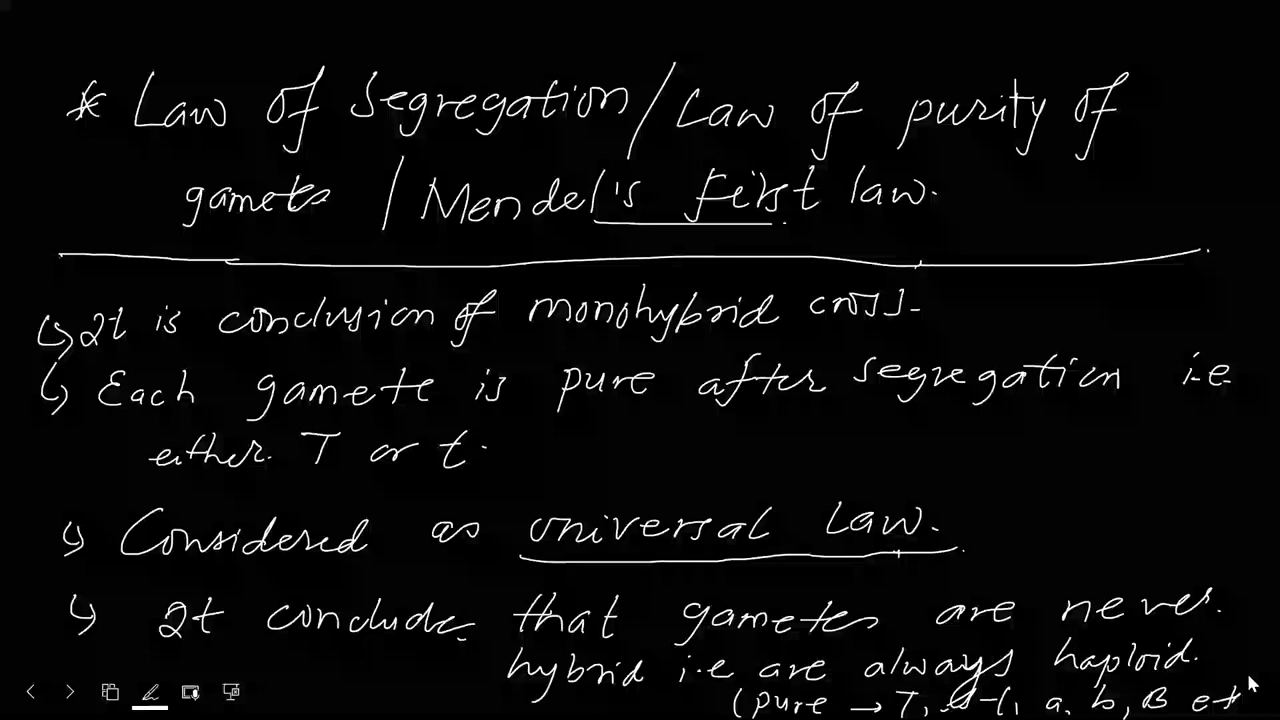 * Law of Segregation/Law of purity of
gametes / Mendel's first law.
↳ It is conclusion of monohybrid cross.
↳ Each gamete is pure after segregation i.e
either T or t.
↳ Considered as universal Law.
↳ It conclude that gametes are never
hybrid i.e are always haploid.
(pure → T, a, b, B et